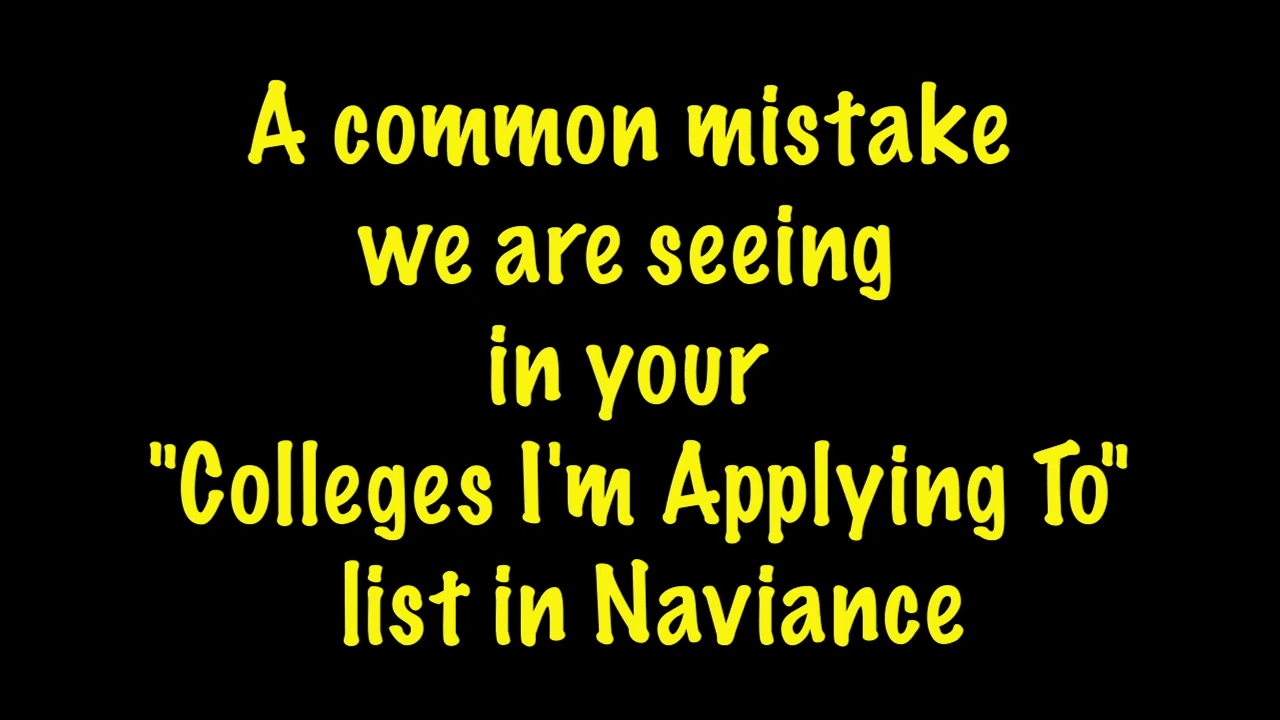 A common mistake
we are seeing
in your
"Colleges I'm Applying To"
list in Naviance